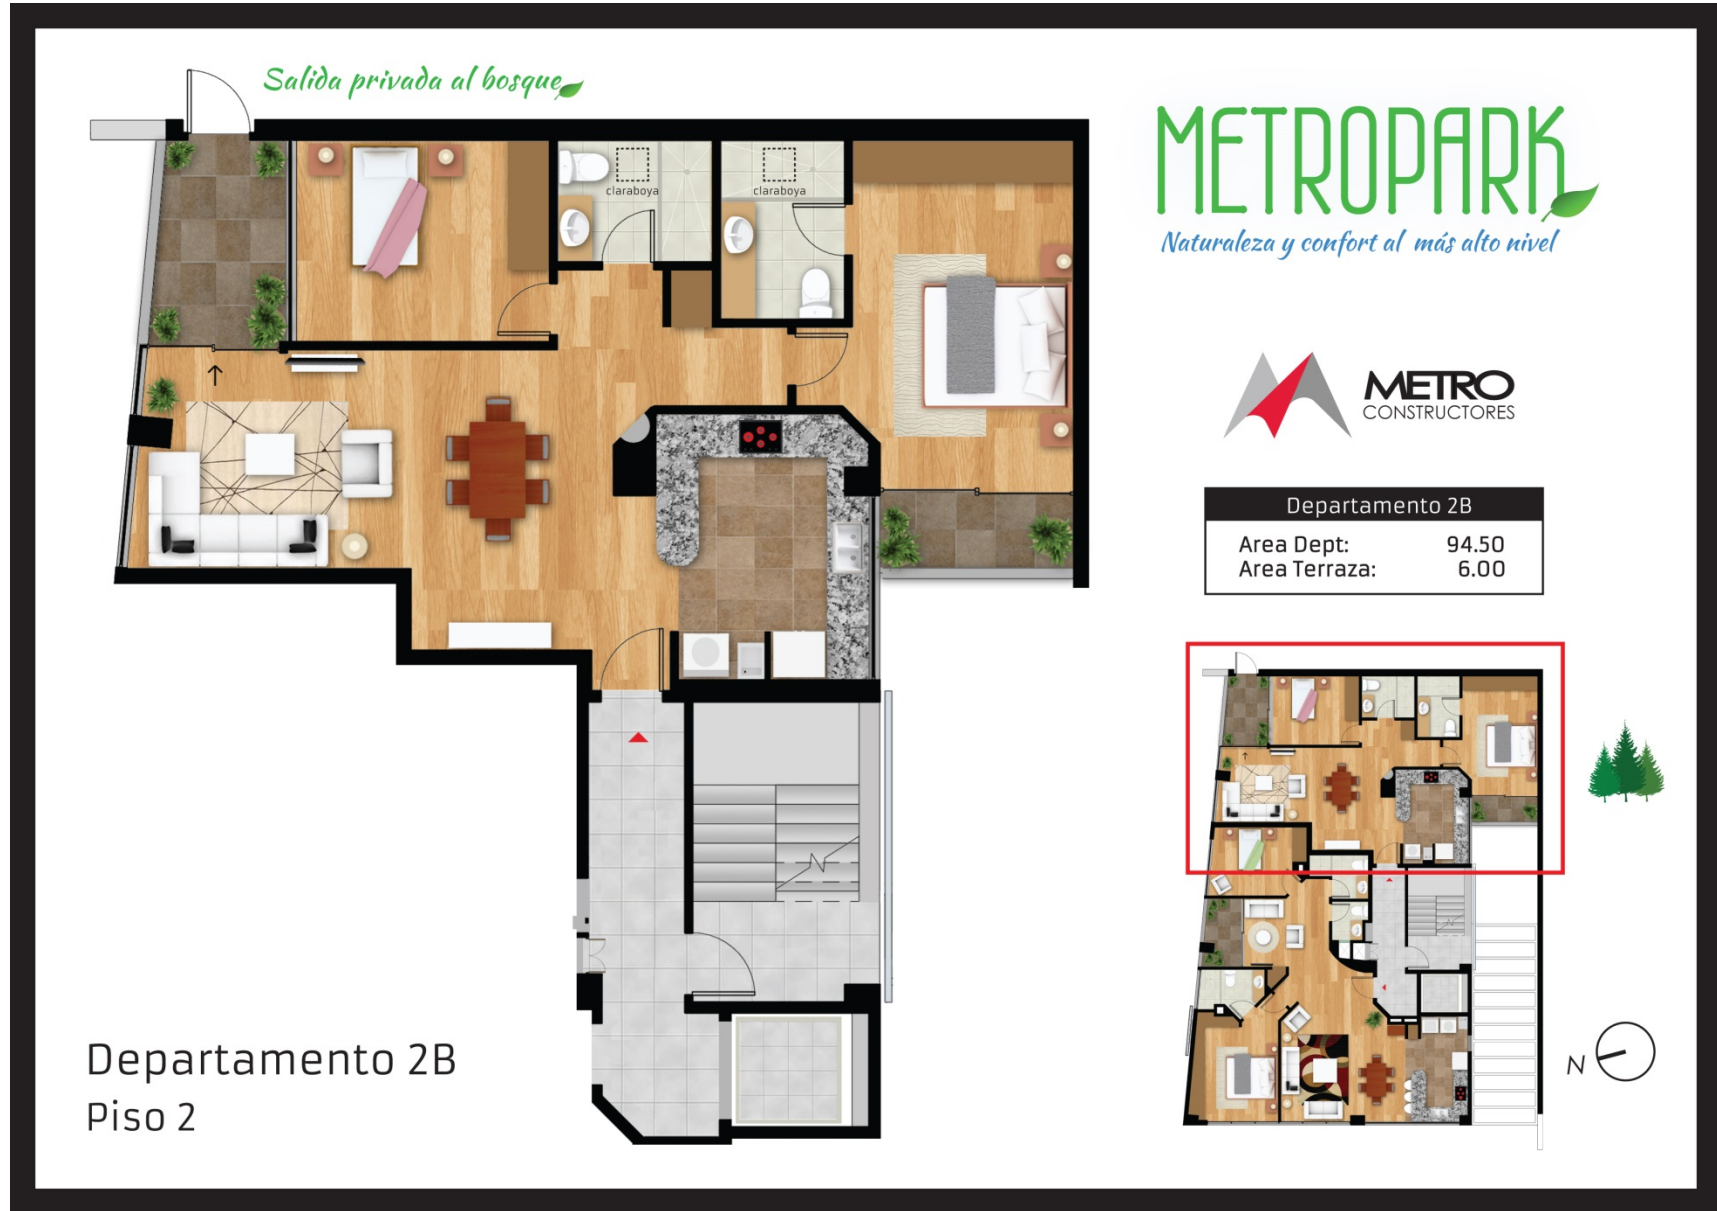 Salida privada al bosque
claraboya
claraboya
METROPARK
Naturaleza y confort al más alto nivel
METRO
CONSTRUCTORES
Departamento 2B
Area Dept: 94.50
Area Terraza: 6.00
N
N
N
Departamento 2B
Piso 2